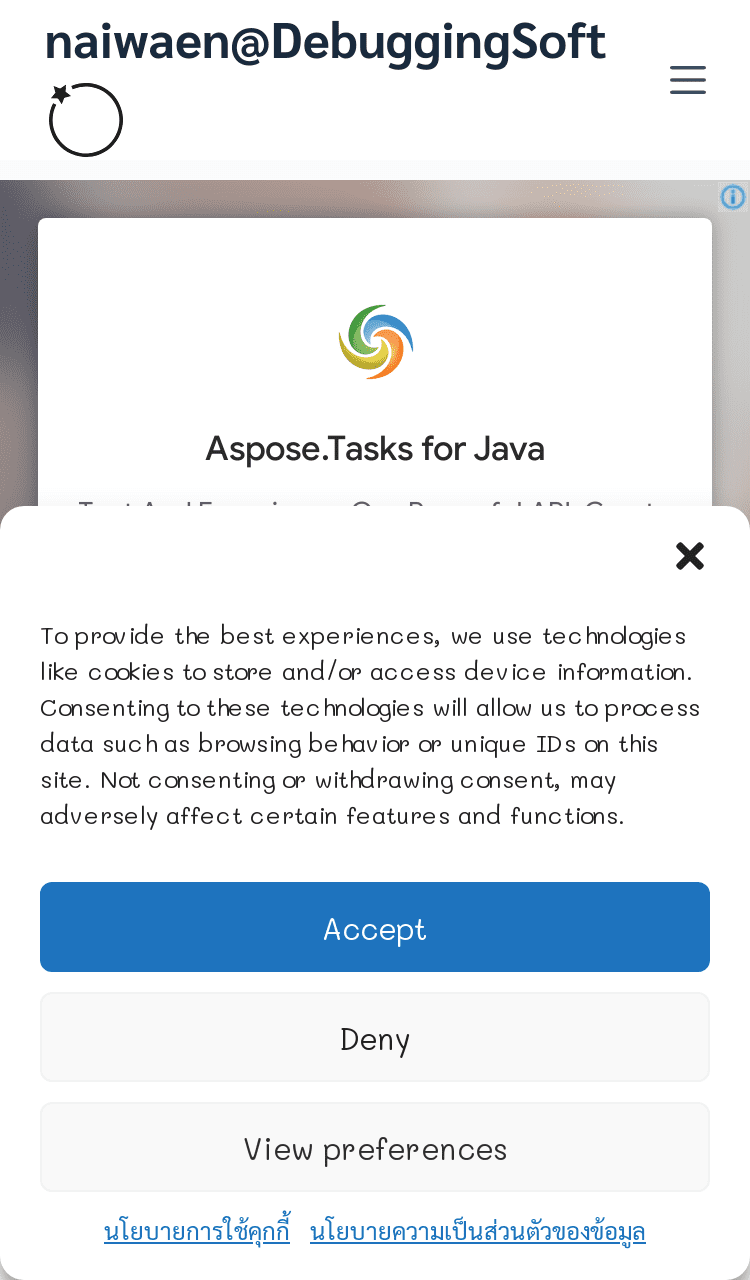 naiwaen@DebuggingSoft
Aspose.Tasks for Java
To provide the best experiences, we use technologies
like cookies to store and/or access device information.
Consenting to these technologies will allow us to process
data such as browsing behavior or unique IDs on this
site. Not consenting or withdrawing consent, may
adversely affect certain features and functions.
Accept
Deny
View preferences
นโยบายการใช้คุกกี้ นโยบายความเป็นส่วนตัวของข้อมูล